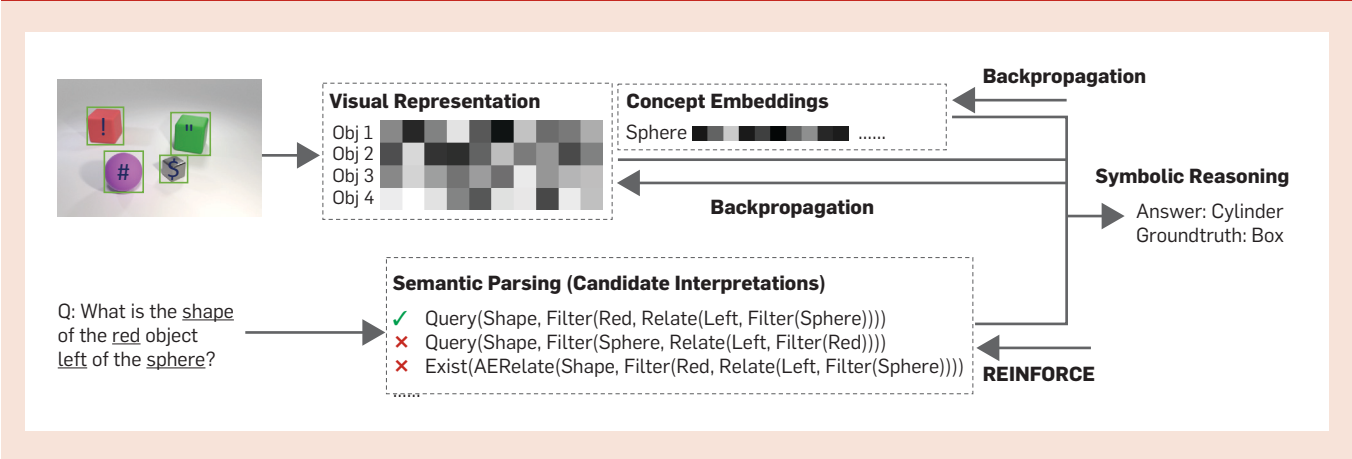 Backpropagation
Visual Representation
Concept Embeddings
Obj 1
Obj 2
Obj 3
Obj 4
Sphere ......
!
"
#
$
Backpropagation
Symbolic Reasoning
Answer: Cylinder
Groundtruth: Box
Semantic Parsing (Candidate Interpretations)
Q: What is the shape
of the red object
left of the sphere?
✓ Query(Shape, Filter(Red, Relate(Left, Filter(Sphere))))
× Query(Shape, Filter(Sphere, Relate(Left, Filter(Red))))
× Exist(AERelate(Shape, Filter(Red, Relate(Left, Filter(Sphere))))
......
REINFORCE